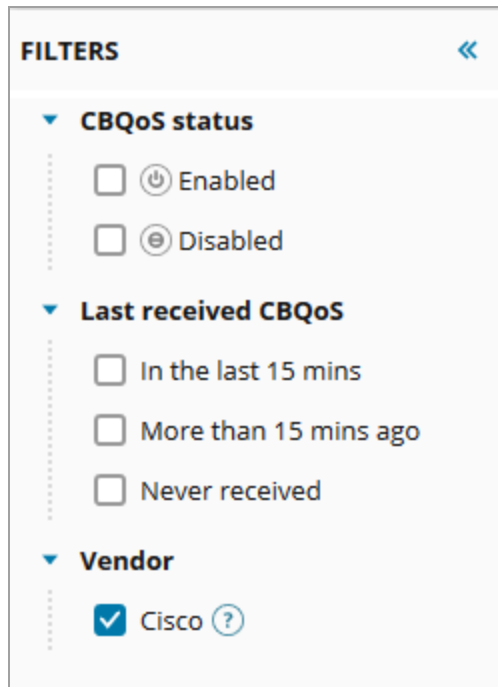 FILTERS
CBQoS status
Enabled
Disabled
Last received CBQoS
In the last 15 mins
More than 15 mins ago
Never received
Vendor
Cisco ?